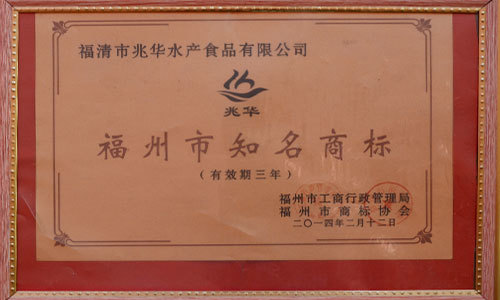 福清市兆华水产食品有限公司
兆华
福州市知名商标
(有效期三年)
福州市工商行政管理局
福州市商标协会
二〇一四年二月十二日